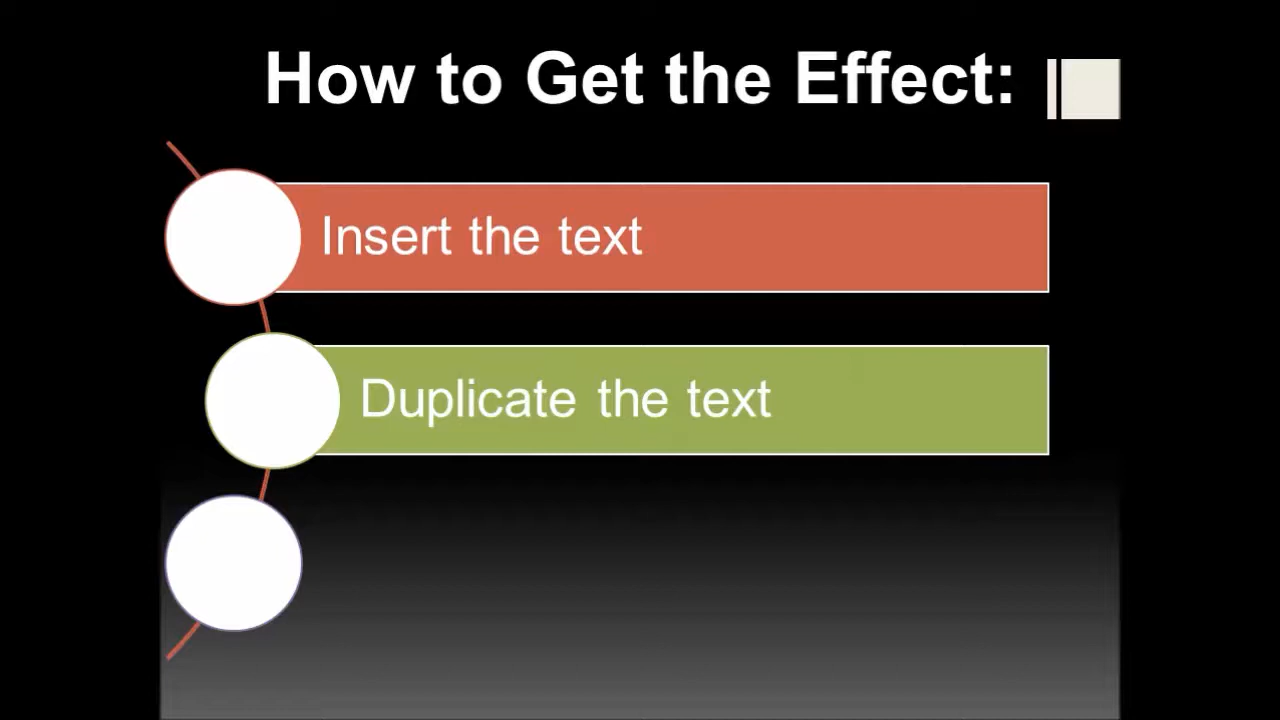 How to Get the Effect:
Insert the text
Duplicate the text